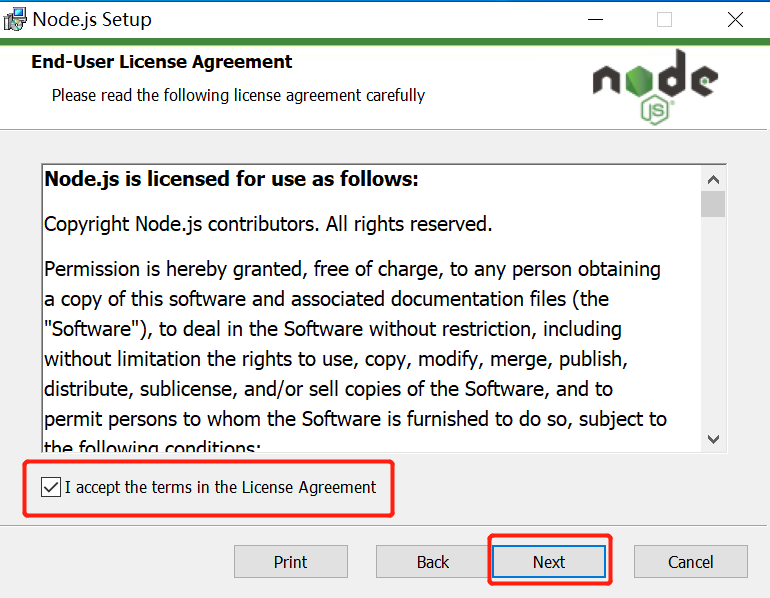 Node.js Setup
End-User License Agreement
Please read the following license agreement carefully
node
JS
Node.js is licensed for use as follows:
Copyright Node.js contributors. All rights reserved.
Permission is hereby granted, free of charge, to any person obtaining
a copy of this software and associated documentation files (the
"Software"), to deal in the Software without restriction, including
without limitation the rights to use, copy, modify, merge, publish,
distribute, sublicense, and/or sell copies of the Software, and to
permit persons to whom the Software is furnished to do so, subject to
the following conditions:
I accept the terms in the License Agreement
Print Back Next Cancel